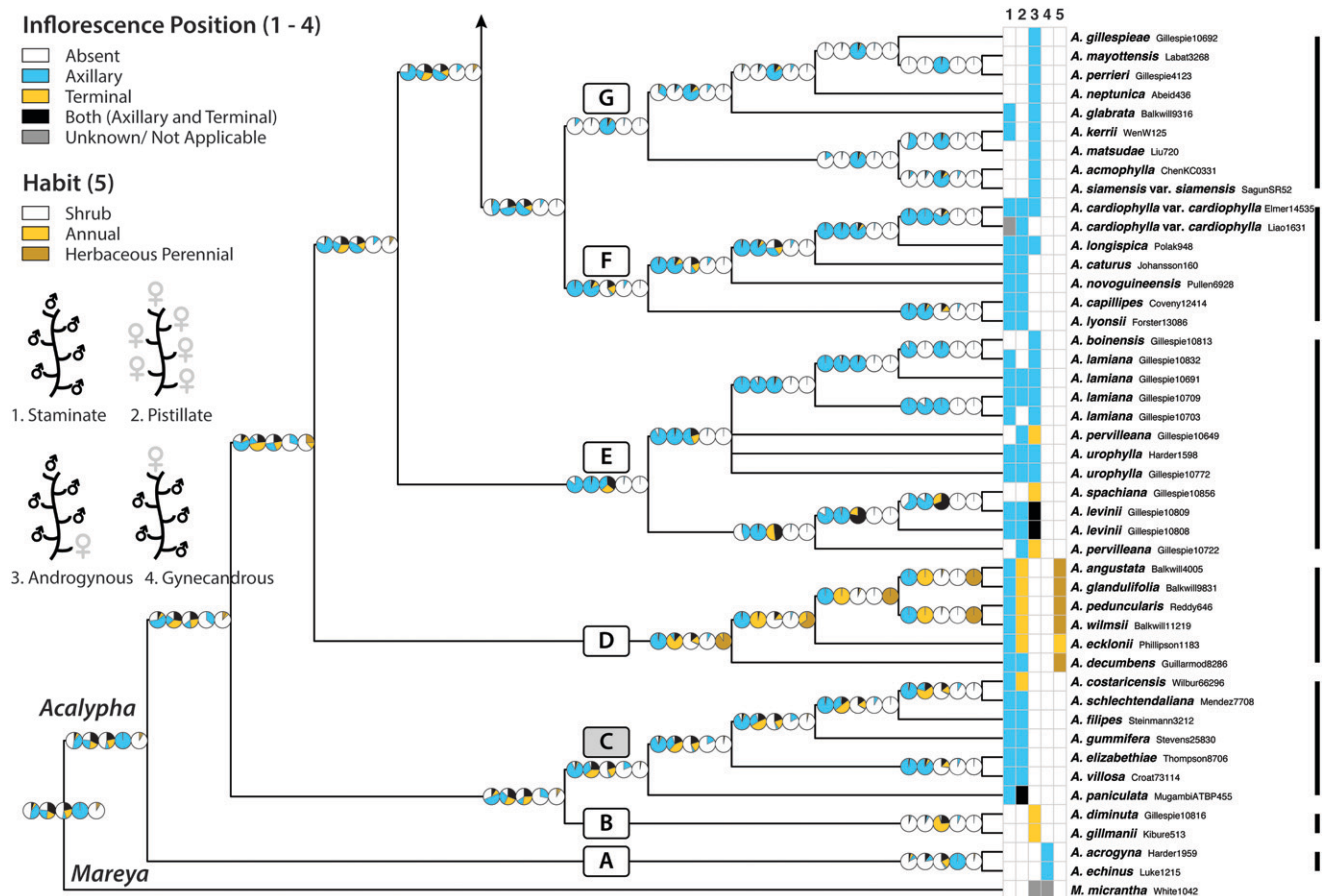 Inflorescence Position (1 - 4)
Absent
Axillary
Terminal
Both (Axillary and Terminal)
Unknown/ Not Applicable
Habit (5)
Shrub
Annual
Herbaceous Perennial
1. Staminate
2. Pistillate
3. Androgynous
4. Gynecandrous
Acalypha
Mareya
G
F
E
D
C
B
A
1 2 3 4 5
A. gillespieae Gillespie10692
A. mayottensis Labat3268
A. perrieri Gillespie4123
A. neptunica Abeid436
A. glabrata Balkwill9316
A. kerrii WenW125
A. matsudae Liu720
A. acmophylla ChenKC0331
A. siamensis var. siamensis SagunSR52
A. cardiophylla var. cardiophylla Elmer14535
A. cardiophylla var. cardiophylla Liao1631
A. longispica Polak948
A. caturus Johansson160
A. novoguineensis Pullen6928
A. capillipes Coveny12414
A. lyonsii Forster13086
A. boinensis Gillespie10813
A. lamiana Gillespie10832
A. lamiana Gillespie10691
A. lamiana Gillespie10709
A. lamiana Gillespie10703
A. pervilleana Gillespie10649
A. urophylla Harder1598
A. urophylla Gillespie10772
A. spachiana Gillespie10856
A. levinii Gillespie10809
A. levinii Gillespie10808
A. pervilleana Gillespie10722
A. angustata Balkwill4005
A. glandulifolia Balkwill9831
A. peduncularis Reddy646
A. wilmsii Balkwill11219
A. ecklonii Phillipson1183
A. decumbens Guillarmod8286
A. costaricensis Wilbur66296
A. schlechtendaliana Mendez7708
A. filipes Steinmann3212
A. gummifera Stevens25830
A. elizabethiae Thompson8706
A. villosa Croat73114
A. paniculata MugambiATBP455
A. diminuta Gillespie10816
A. gillmanii Kibure513
A. acrogyna Harder1959
A. echinus Luke1215
M. micrantha White1042